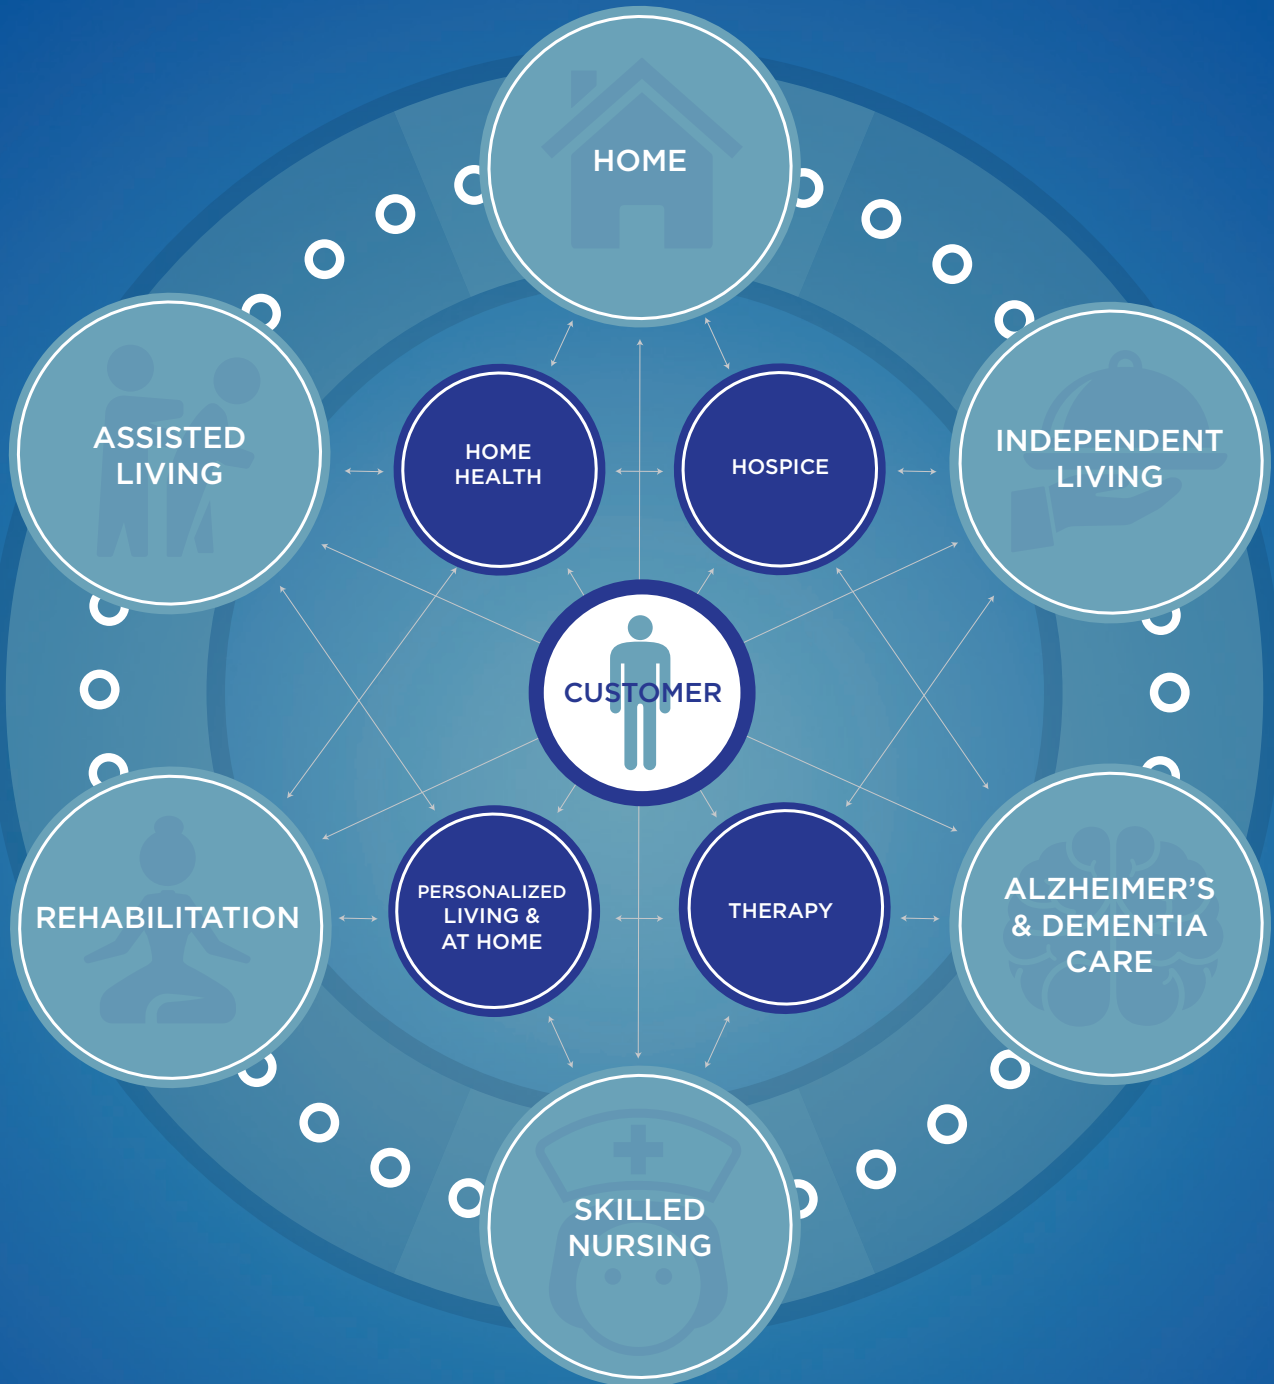 HOME
ASSISTED
LIVING
HOME
HEALTH
HOSPICE
INDEPENDENT
LIVING
CUSTOMER
REHABILITATION
PERSONALIZED
LIVING &
AT HOME
THERAPY
ALZHEIMER’S
& DEMENTIA
CARE
SKILLED
NURSING